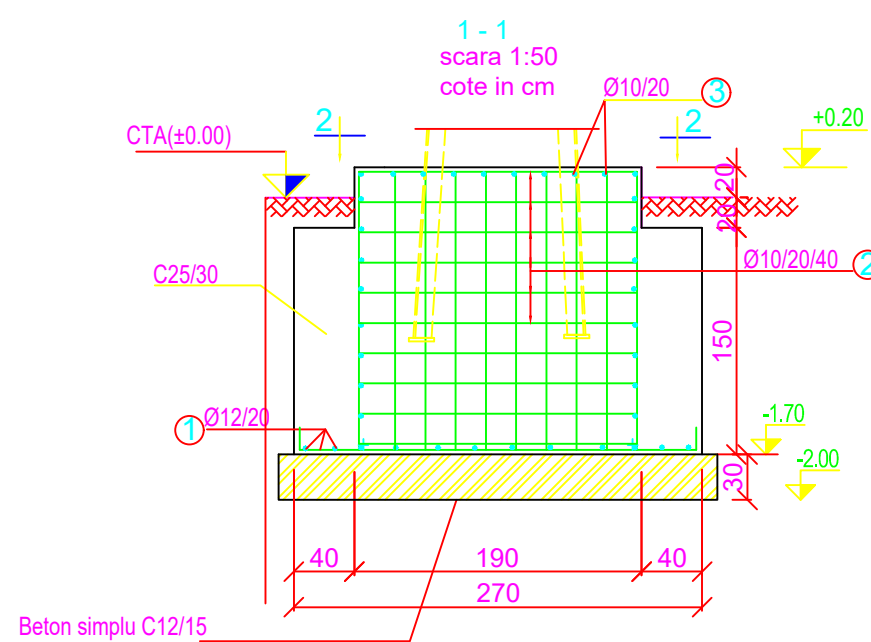 1 - 1
scara 1:50
cote in cm
Ø10/20 3
2 2
+0.20
CTA(±0.00)
20
20
C25/30
Ø10/20/40 2
150
1 Ø12/20
-1.70
-2.00
30
40 190 40
270
Beton simplu C12/15